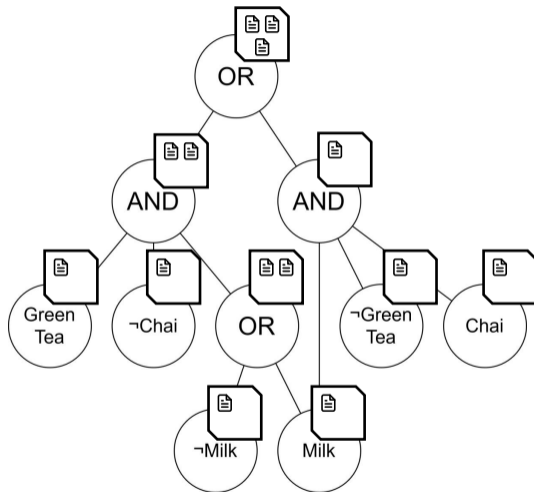 OR
AND
AND
Green
Tea
¬Chai
OR
¬Green
Tea
Chai
¬Milk
Milk